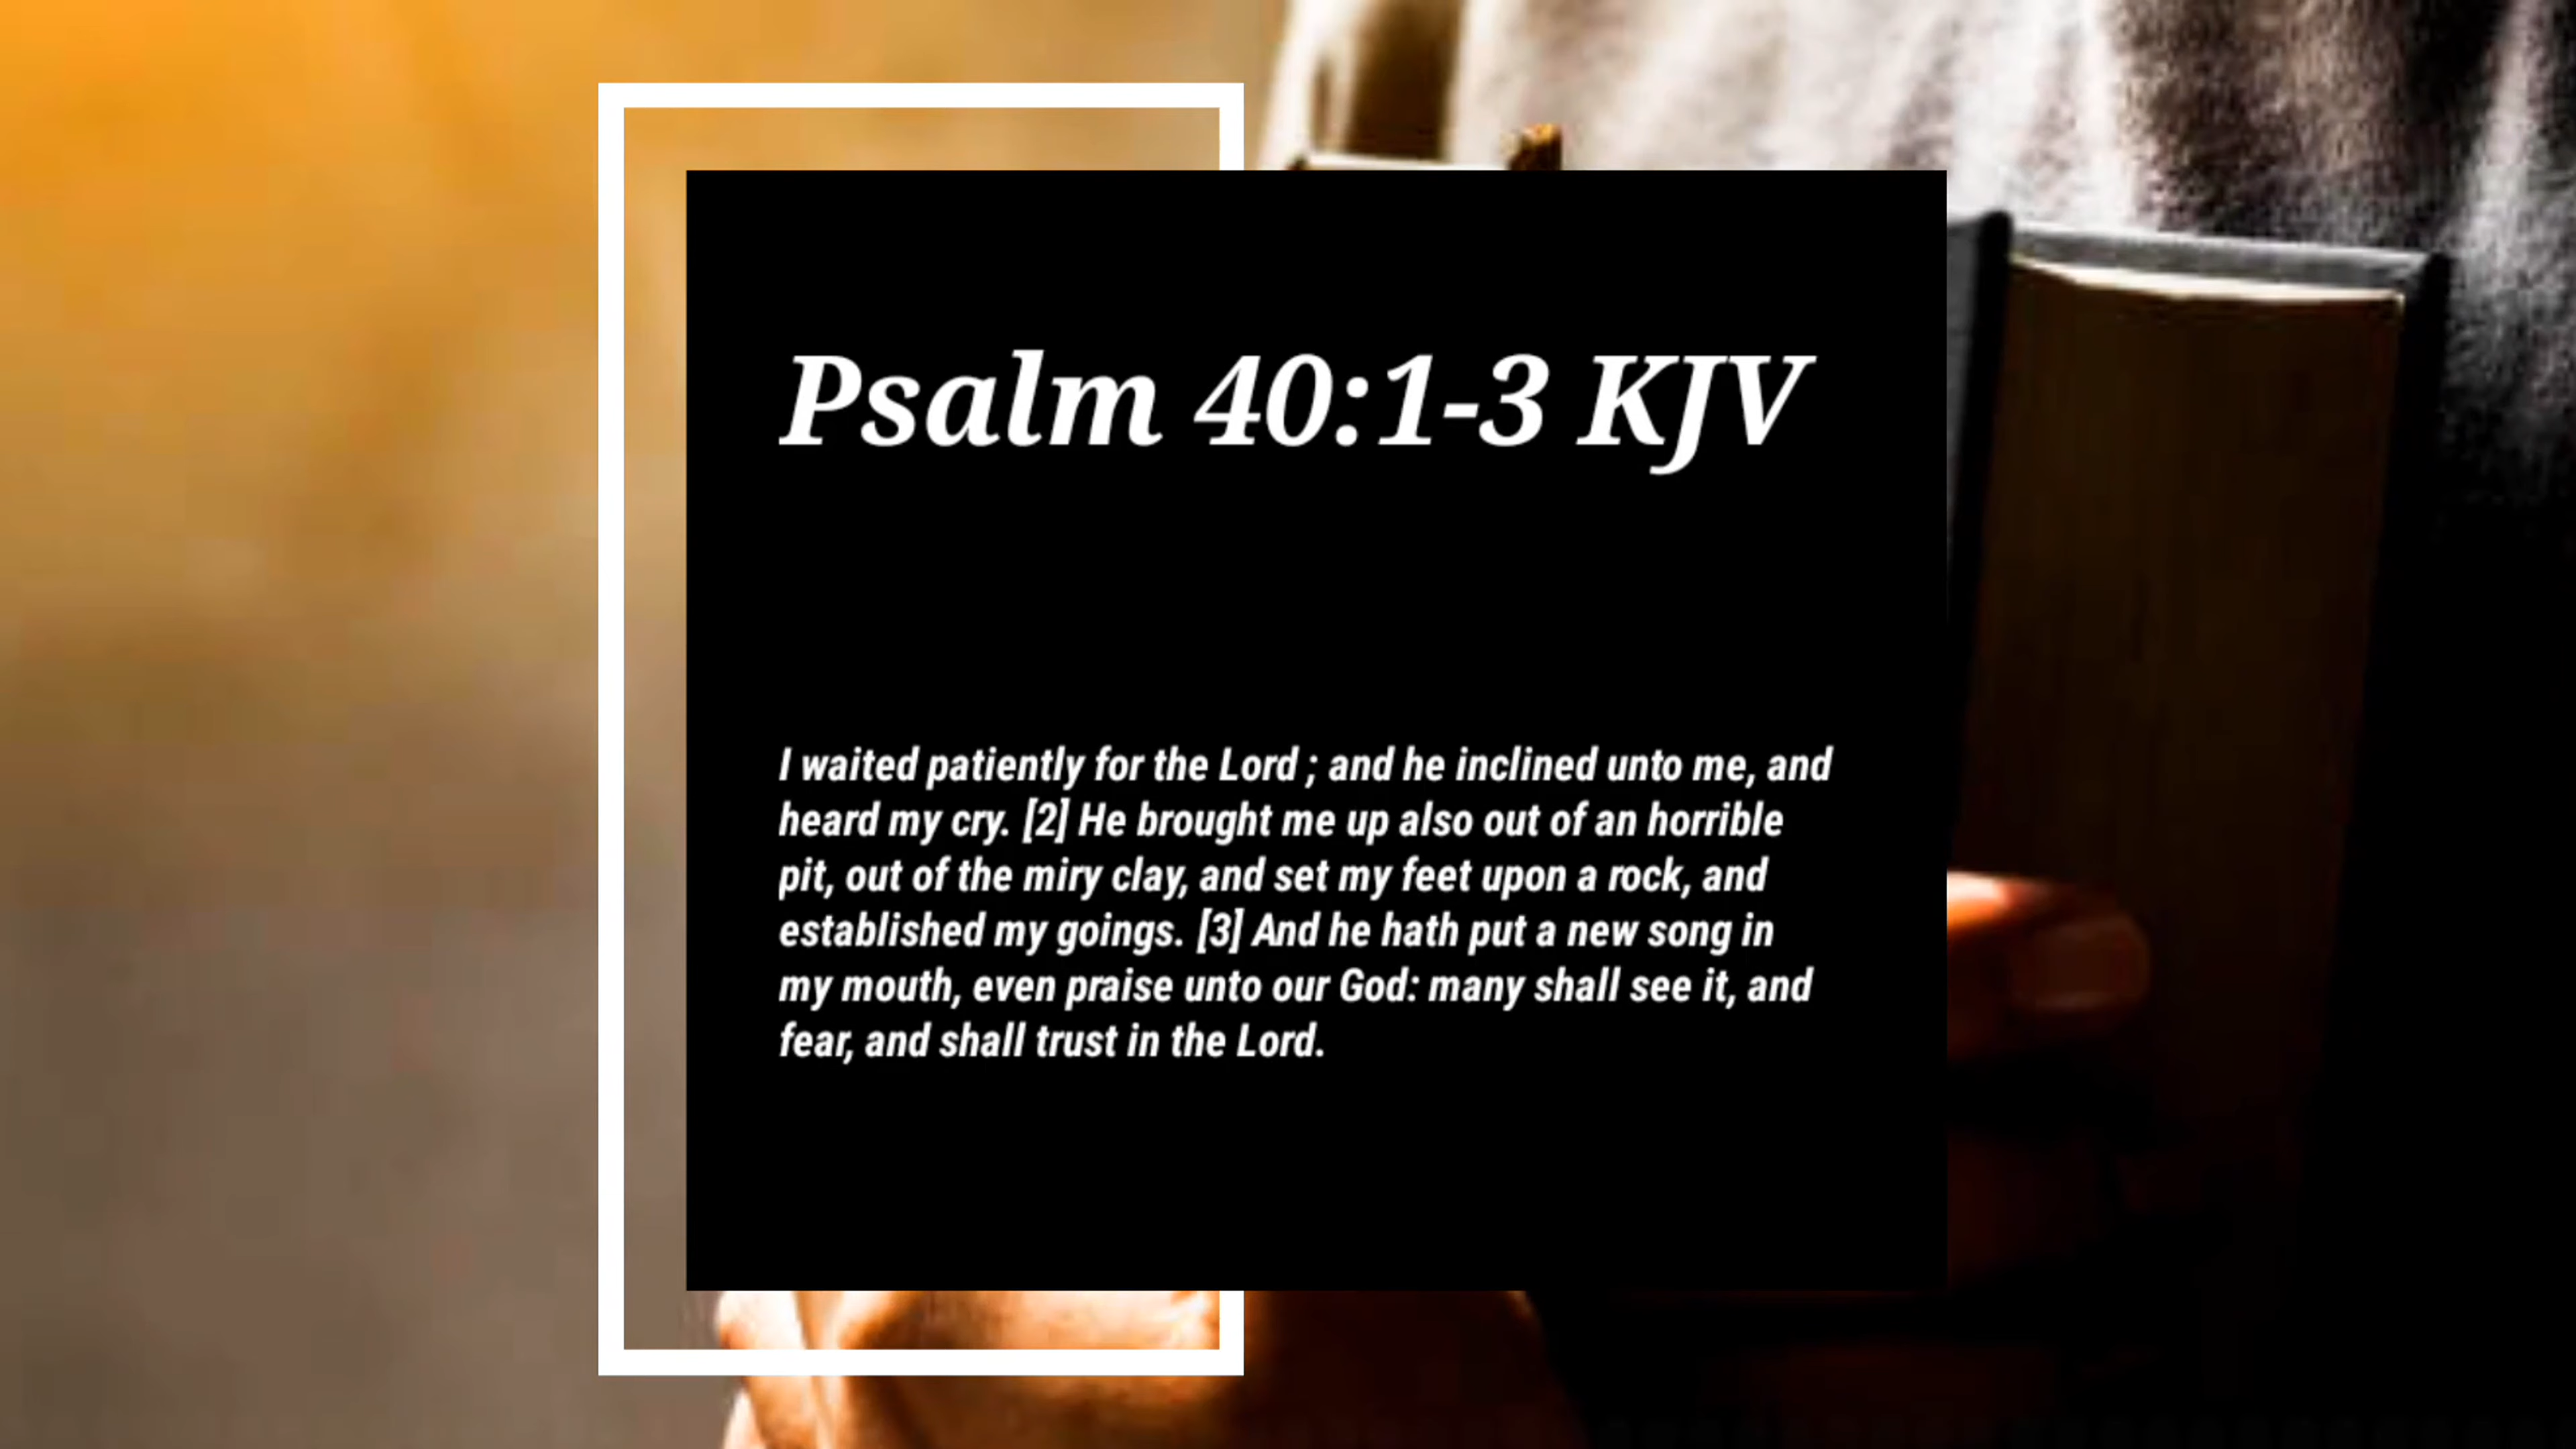 Psalm 40:1-3 KJV
I waited patiently for the Lord ; and he inclined unto me, and
heard my cry. [2] He brought me up also out of an horrible
pit, out of the miry clay, and set my feet upon a rock, and
established my goings. [3] And he hath put a new song in
my mouth, even praise unto our God: many shall see it, and
fear, and shall trust in the Lord.